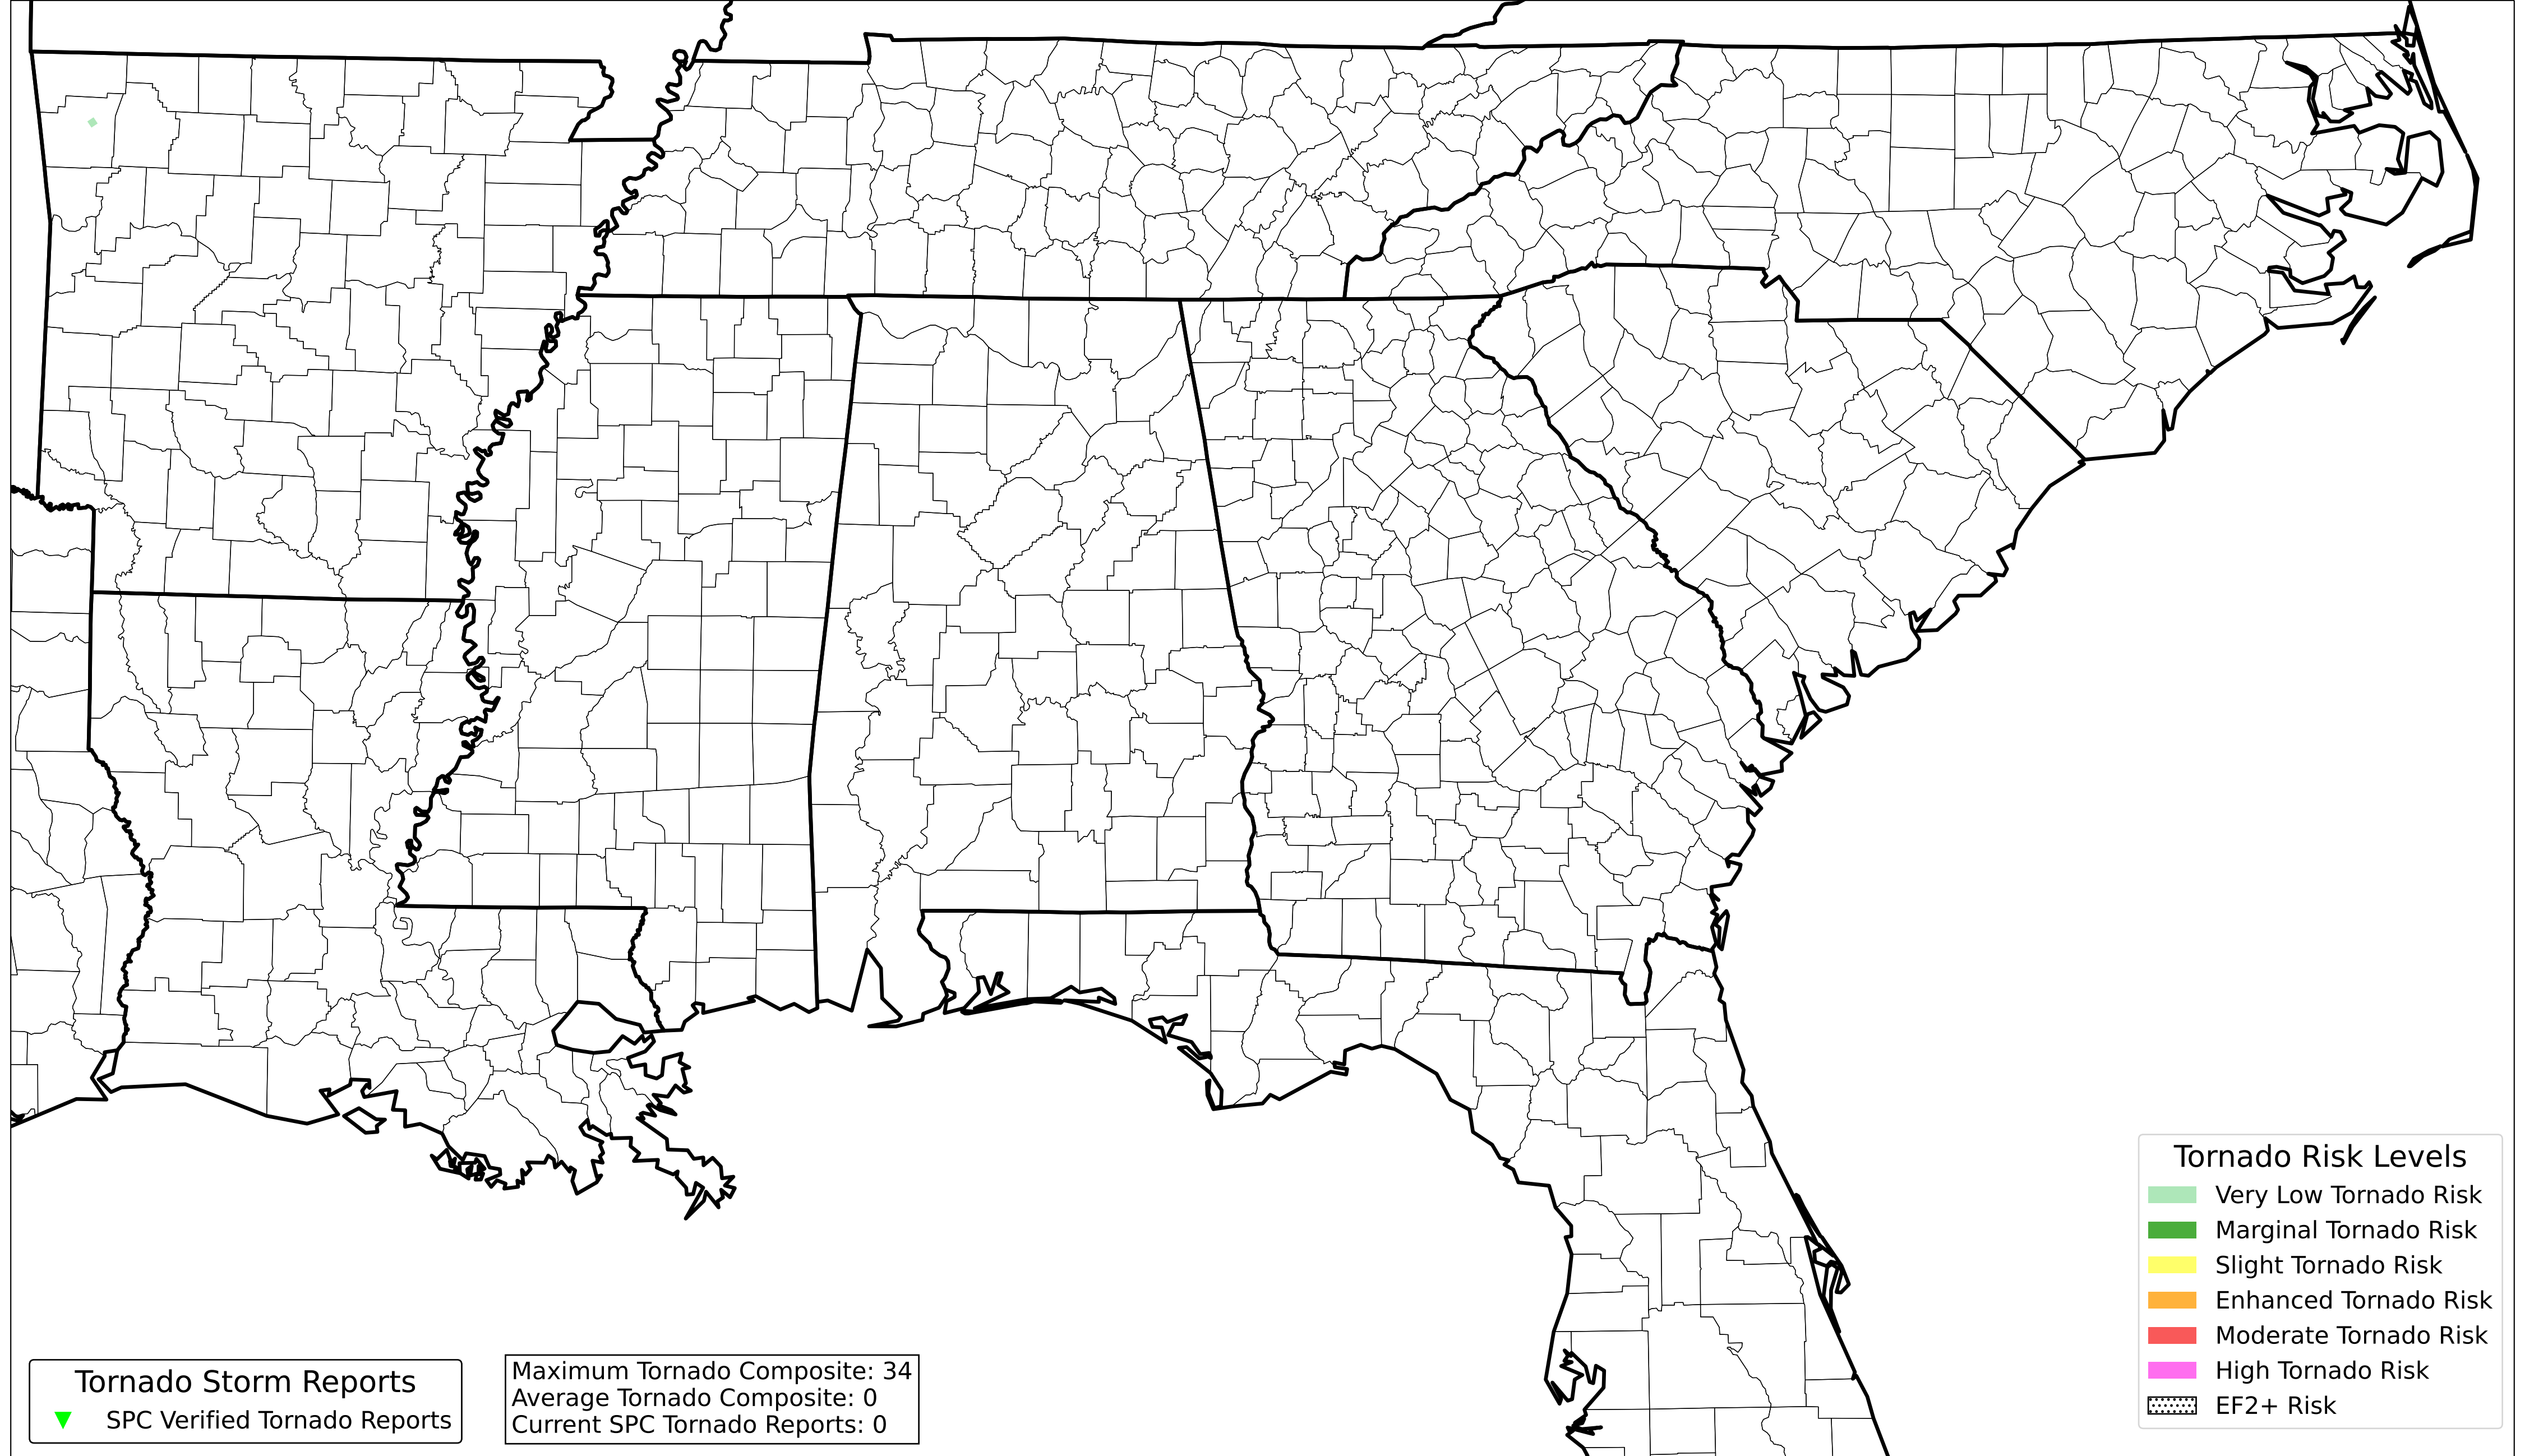 Tornado Risk Levels
Very Low Tornado Risk
Marginal Tornado Risk
Slight Tornado Risk
Enhanced Tornado Risk
Moderate Tornado Risk
High Tornado Risk
EF2+ Risk
Tornado Storm Reports
SPC Verified Tornado Reports
Maximum Tornado Composite: 34
Average Tornado Composite: 0
Current SPC Tornado Reports: 0